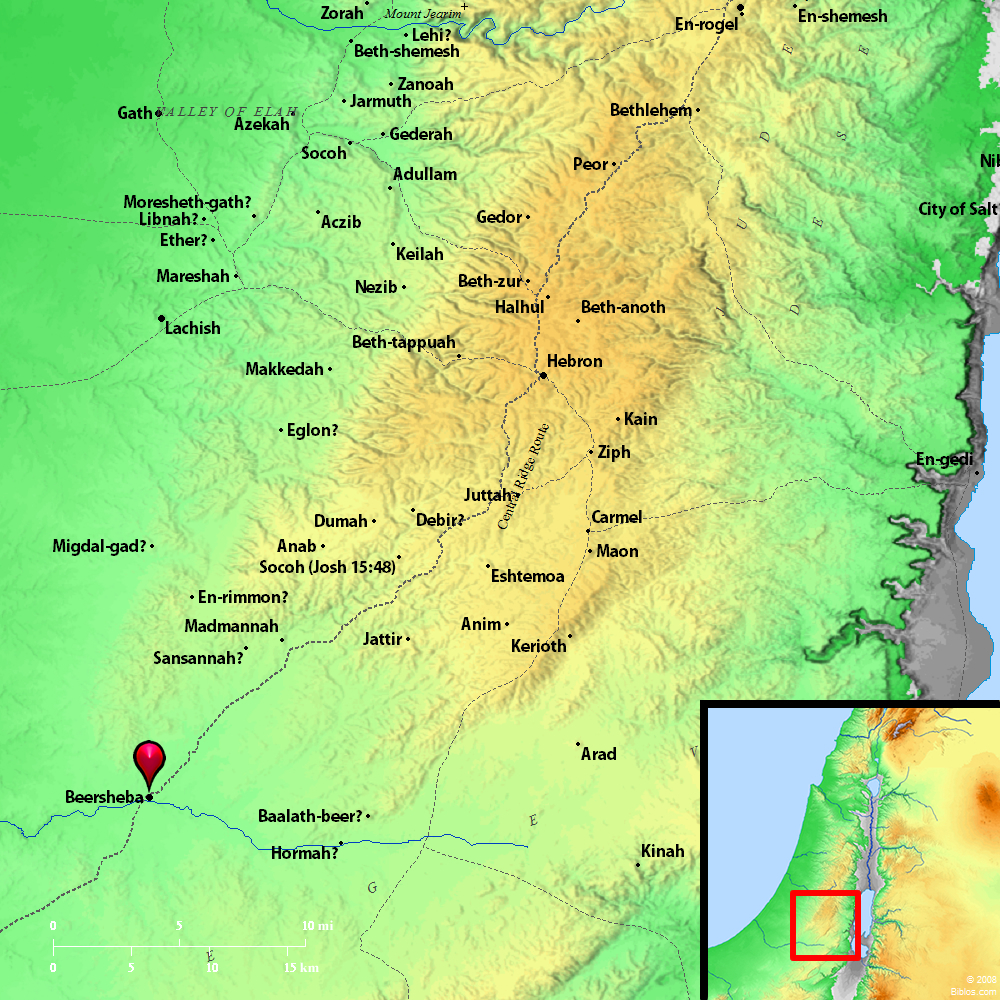 Zorah
Mount Jearim
En-rogel
En-shemesh
Lehi?
Beth-shemesh
Zanoah
Jarmuth
Gath
VALLEY OF ELAH
Azekah
Bethlehem
Gederah
Socoh
Peor
Nib
Adullam
Moresheth-gath?
Libnah?
Aczib
Gedor
City of Salt
JUDE
DES
Ether?
Keilah
Mareshah
Nezib
Beth-zur
Halhul
Beth-anoth
Lachish
Beth-tappuah
Hebron
Makkedah
Kain
Eglon?
Ziph
Central Ridge Route
En-gedi
Juttah
Dumah
Debir?
Carmel
Migdal-gad?
Anab
Maon
Socoh (Josh 15:48)
Eshtemoa
En-rimmon?
Madmannah
Anim
Jattir
Kerioth
Sansannah?
Arad
Beersheba
Baalath-beer?
NEGEV
Hormah?
Kinah
0 5 10 mi
0 5 10 15 km
© 2008
Biblos.com